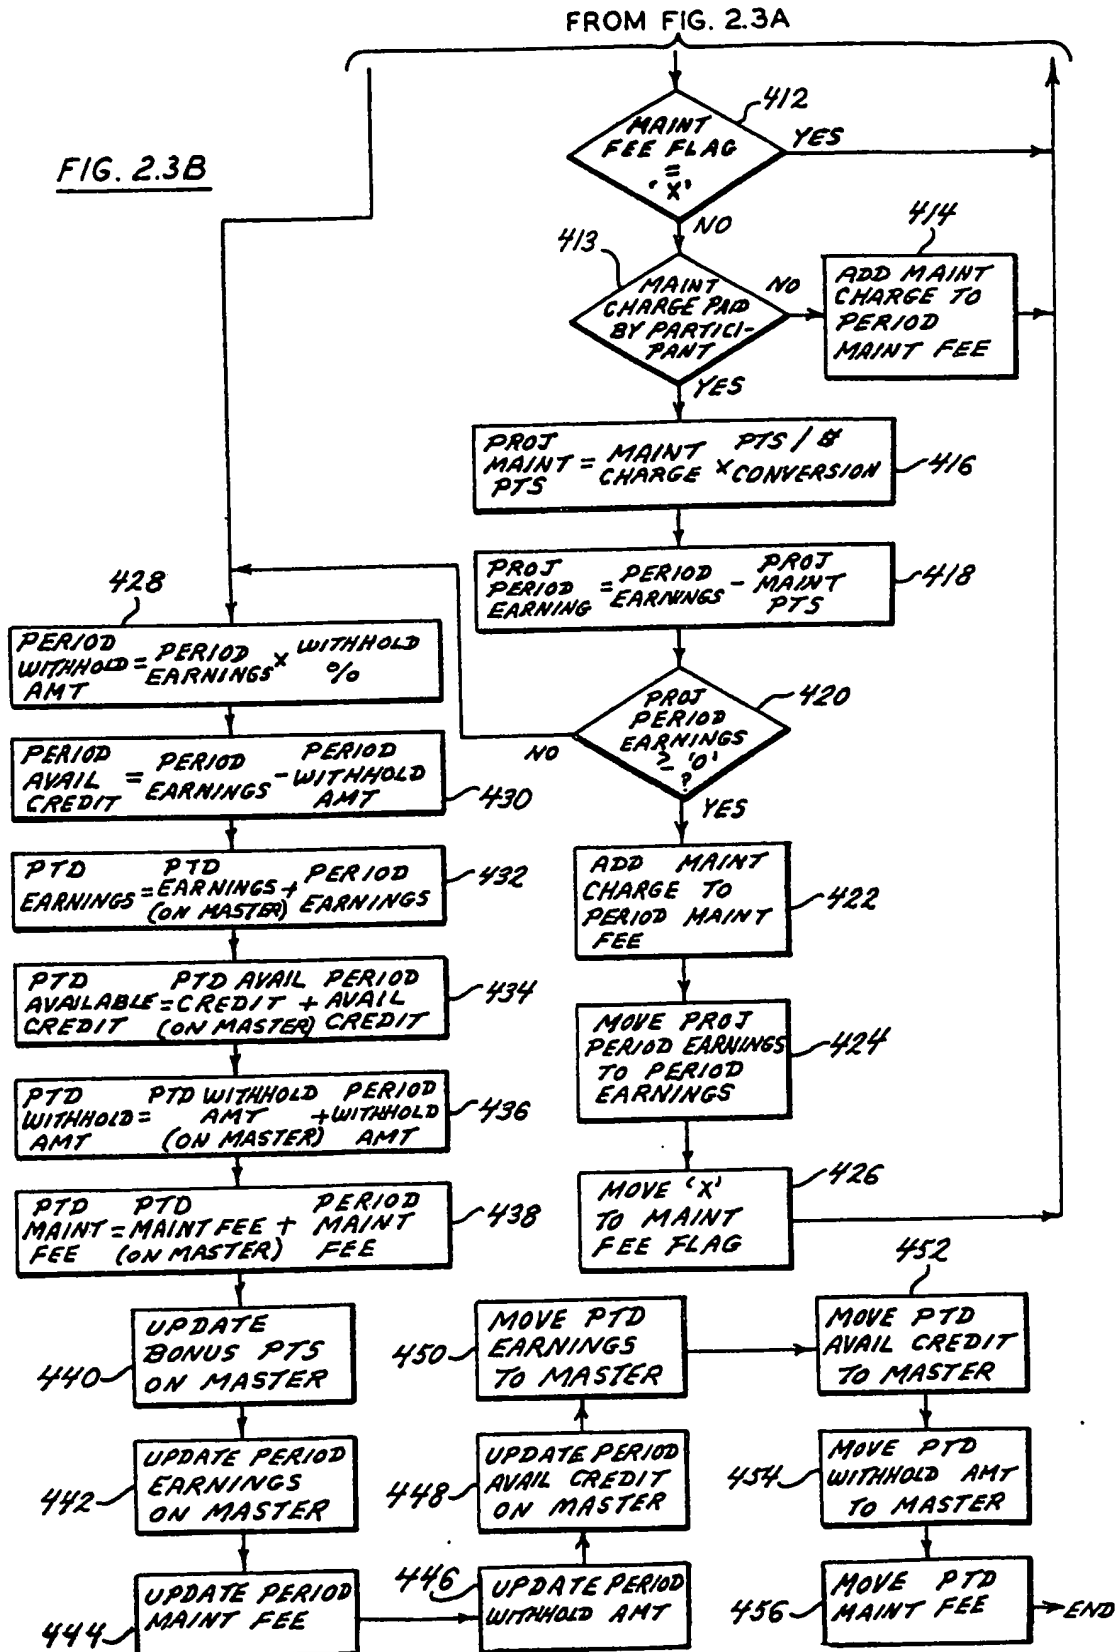 FROM FIG. 2.3A
FIG. 2.3B
412
MAINT
FEE FLAG
=
'X'
YES
NO
413
MAINT
CHARGE PAID
BY PARTICI-
PANT
NO
YES
414
ADD MAINT
CHARGE TO
PERIOD
MAINT FEE
PROJ MAINT PTS = MAINT CHARGE x PTS / $ CONVERSION
416
PROJ PERIOD EARNING = PERIOD EARNINGS - PROJ MAINT PTS
418
PROJ
PERIOD
EARNINGS
≥ '0'
?
420
NO
YES
ADD MAINT
CHARGE TO
PERIOD MAINT
FEE
422
MOVE PROJ
PERIOD EARNINGS
TO PERIOD
EARNINGS
424
MOVE 'X'
TO MAINT
FEE FLAG
426
428
PERIOD WITHHOLD AMT = PERIOD EARNINGS x WITHHOLD %
PERIOD AVAIL CREDIT = PERIOD EARNINGS - PERIOD WITHHOLD AMT
430
PTD EARNINGS = PTD EARNINGS (ON MASTER) + PERIOD EARNINGS
432
PTD AVAILABLE CREDIT = PTD AVAIL CREDIT (ON MASTER) + PERIOD AVAIL CREDIT
434
PTD WITHHOLD AMT = PTD WITHHOLD AMT (ON MASTER) + PERIOD WITHHOLD AMT
436
PTD MAINT FEE = PTD MAINT FEE (ON MASTER) + PERIOD MAINT FEE
438
UPDATE
BONUS PTS
ON MASTER
440
UPDATE PERIOD
EARNINGS
ON MASTER
442
UPDATE PERIOD
MAINT FEE
444
446
UPDATE PERIOD
WITHHOLD AMT
UPDATE PERIOD
AVAIL CREDIT
ON MASTER
448
MOVE PTD
EARNINGS
TO MASTER
450
452
MOVE PTD
AVAIL CREDIT
TO MASTER
454
MOVE PTD
WITHHOLD AMT
TO MASTER
456
MOVE PTD
MAINT FEE
END